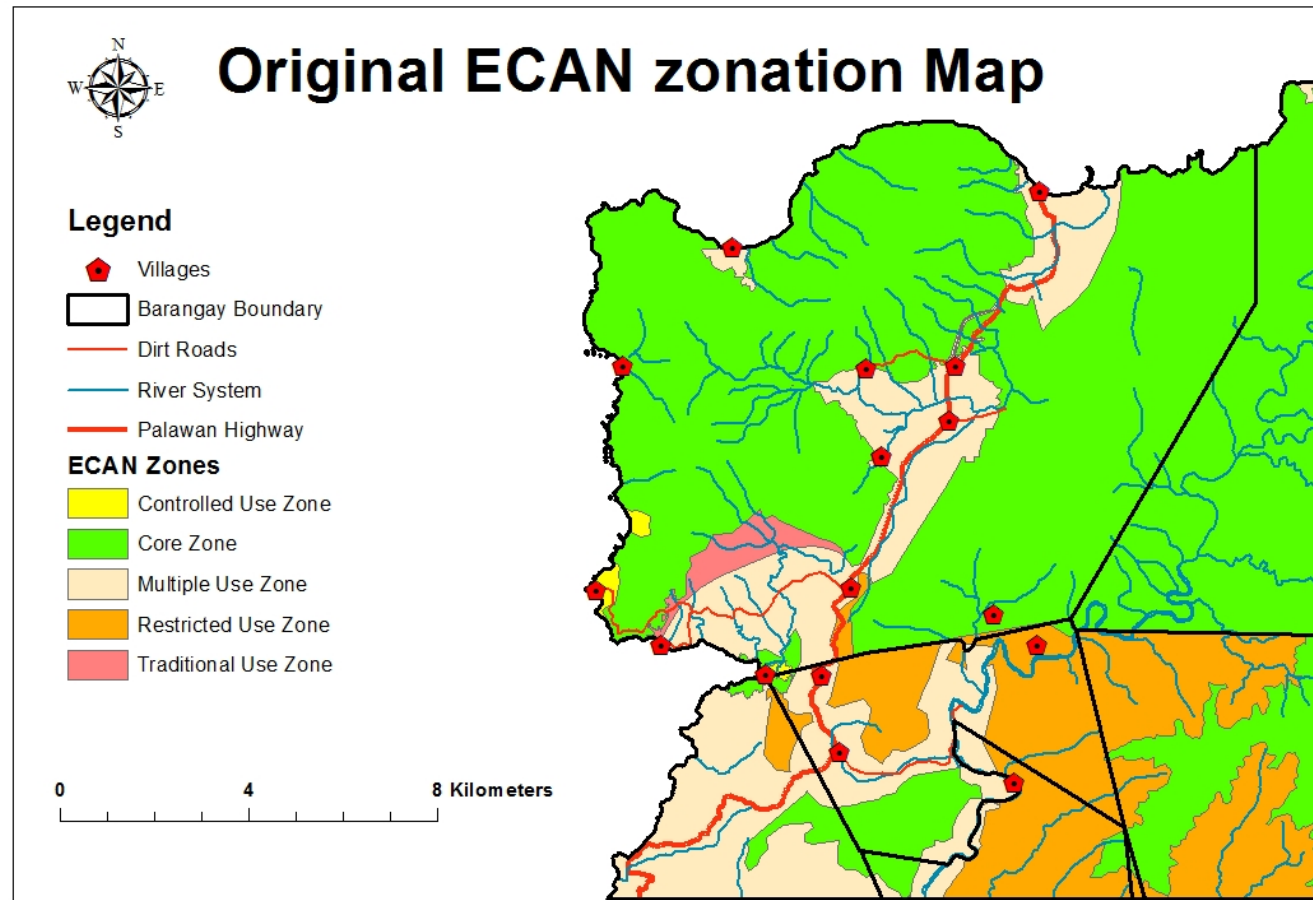 N
W E
S
Original ECAN zonation Map
Legend
Villages
Barangay Boundary
Dirt Roads
River System
Palawan Highway
ECAN Zones
Controlled Use Zone
Core Zone
Multiple Use Zone
Restricted Use Zone
Traditional Use Zone
0 4 8 Kilometers